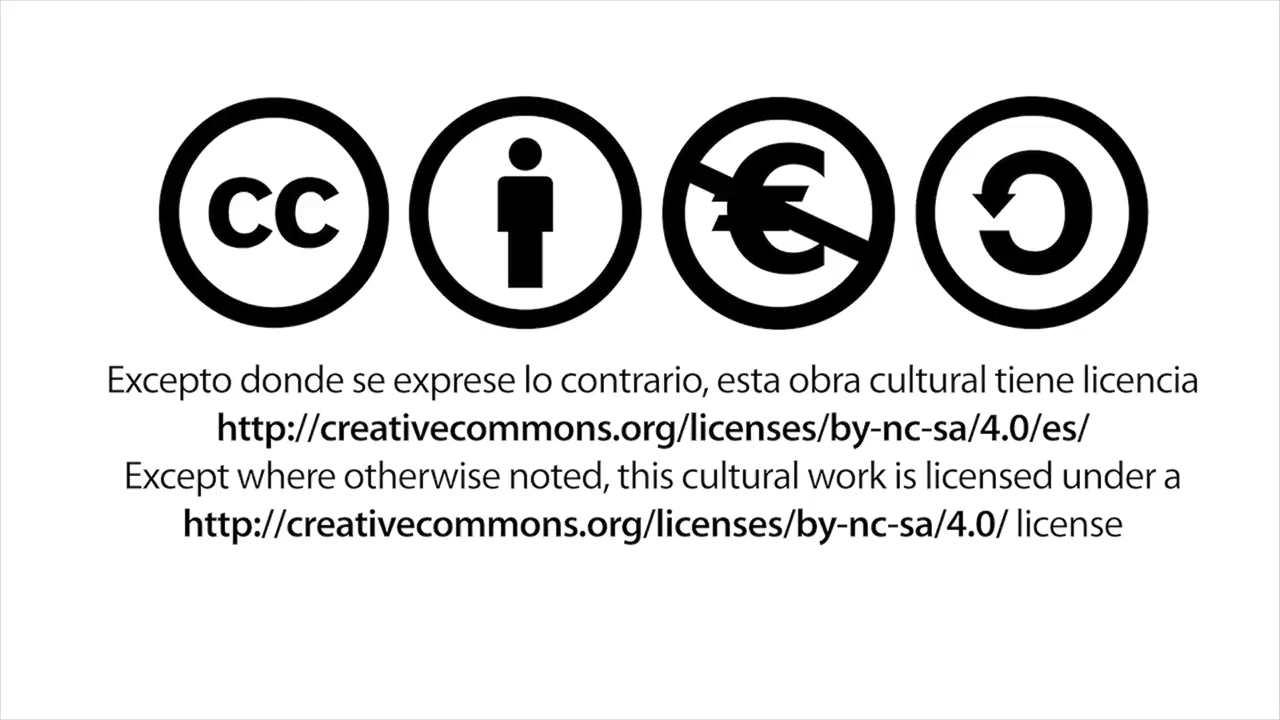 cc
€
Excepto donde se exprese lo contrario, esta obra cultural tiene licencia
http://creativecommons.org/licenses/by-nc-sa/4.0/es/
Except where otherwise noted, this cultural work is licensed under a
http://creativecommons.org/licenses/by-nc-sa/4.0/ license